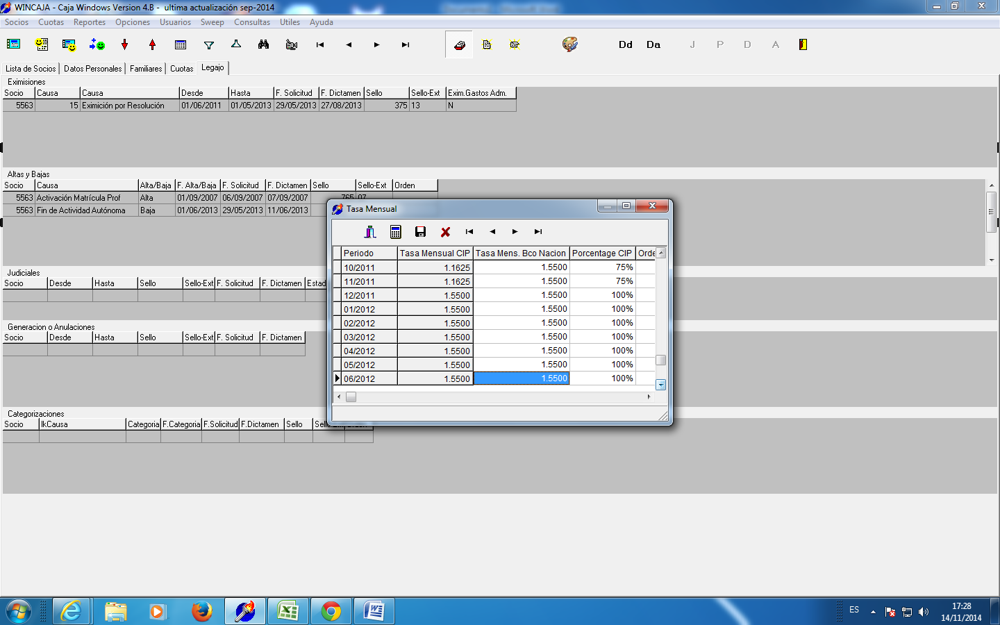 WINCAJA - Caja Windows Version 4.B - ultima actualización sep-2014
Socios Cuotas Reportes Opciones Usuarios Sweep Consultas Utiles Ayuda
Dd Da J P D A
Lista de Socios Datos Personales Familiares Cuotas Legajo
Eximisiones
Socio Causa Causa Desde Hasta F. Solicitud F. Dictamen Sello Sello-Ext Exim.Gastos Adm.
5563 15 Eximición por Resolución 01/06/2011 01/05/2013 29/05/2013 27/08/2013 375 13 N
Altas y Bajas
Socio Causa Alta/Baja F. Alta/Baja F. Solicitud F. Dictamen Sello Sello-Ext Orden
5563 Activación Matrícula Prof Alta 01/09/2007 06/09/2007 07/09/2007 765 07
5563 Fin de Actividad Autónoma Baja 01/06/2013 29/05/2013 11/06/2013
Judiciales
Socio Desde Hasta Sello Sello-Ext F. Solicitud F. Dictamen Estad
Generacion o Anulaciones
Socio Desde Hasta Sello Sello-Ext F. Solicitud F. Dictamen
Categorizaciones
Socio IkCausa Categoria F.Categoria F.Solicitud F.Dictamen Sello
Tasa Mensual
Periodo Tasa Mensual CIP Tasa Mens. Bco Nacion Porcentage CIP Orde
10/2011 1.1625 1.5500 75%
11/2011 1.1625 1.5500 75%
12/2011 1.5500 1.5500 100%
01/2012 1.5500 1.5500 100%
02/2012 1.5500 1.5500 100%
03/2012 1.5500 1.5500 100%
04/2012 1.5500 1.5500 100%
05/2012 1.5500 1.5500 100%
06/2012 1.5500 1.5500 100%
ES
17:28
14/11/2014